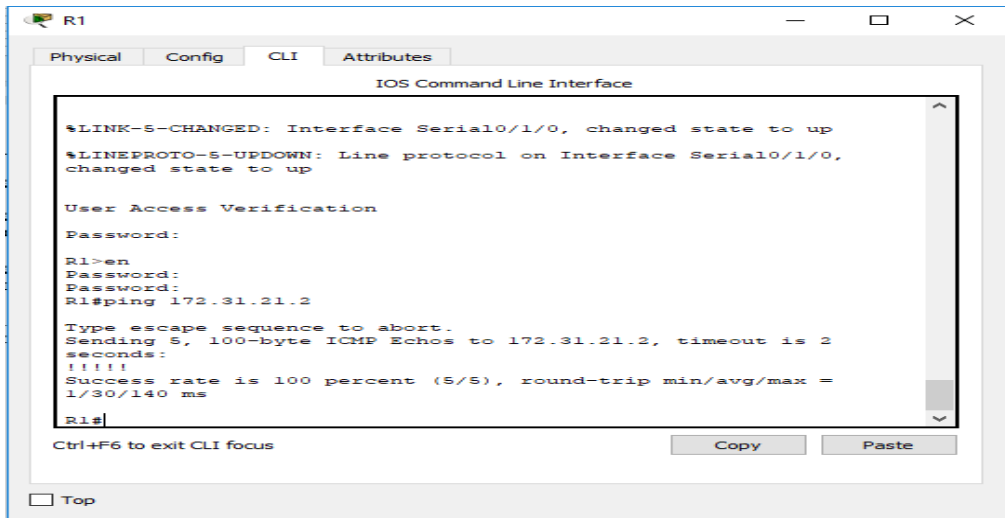 R1
Physical Config CLI Attributes
IOS Command Line Interface
%LINK-5-CHANGED: Interface Serial0/1/0, changed state to up
%LINEPROTO-5-UPDOWN: Line protocol on Interface Serial0/1/0,
changed state to up
User Access Verification
Password:
R1>en
Password:
Password:
R1#ping 172.31.21.2
Type escape sequence to abort.
Sending 5, 100-byte ICMP Echos to 172.31.21.2, timeout is 2
seconds:
!!!!!
Success rate is 100 percent (5/5), round-trip min/avg/max =
1/30/140 ms
R1#
Ctrl+F6 to exit CLI focus
Copy Paste
Top